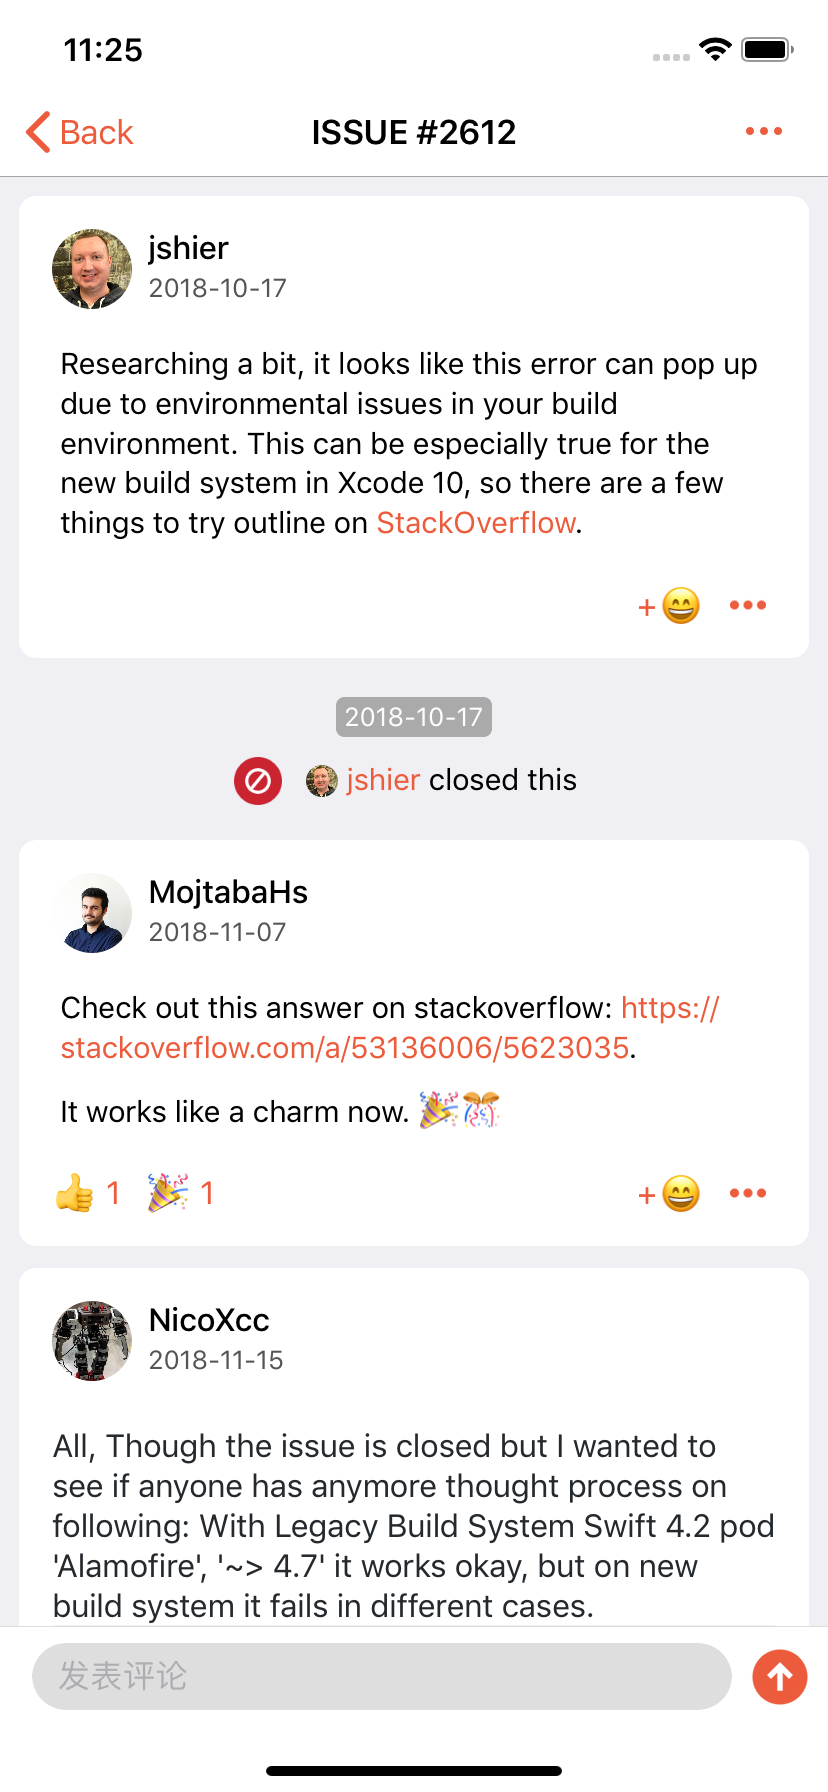 11:25
Back
ISSUE #2612
jshier
2018-10-17
Researching a bit, it looks like this error can pop up
due to environmental issues in your build
environment. This can be especially true for the
new build system in Xcode 10, so there are a few
things to try outline on StackOverflow.
+😄
2018-10-17
jshier closed this
MojtabaHs
2018-11-07
Check out this answer on stackoverflow: https://
stackoverflow.com/a/53136006/5623035.
It works like a charm now. 🎉🎊
👍 1 🎉 1 +😄
NicoXcc
2018-11-15
All, Though the issue is closed but I wanted to
see if anyone has anymore thought process on
following: With Legacy Build System Swift 4.2 pod
'Alamofire', '~> 4.7' it works okay, but on new
build system it fails in different cases.
发表评论